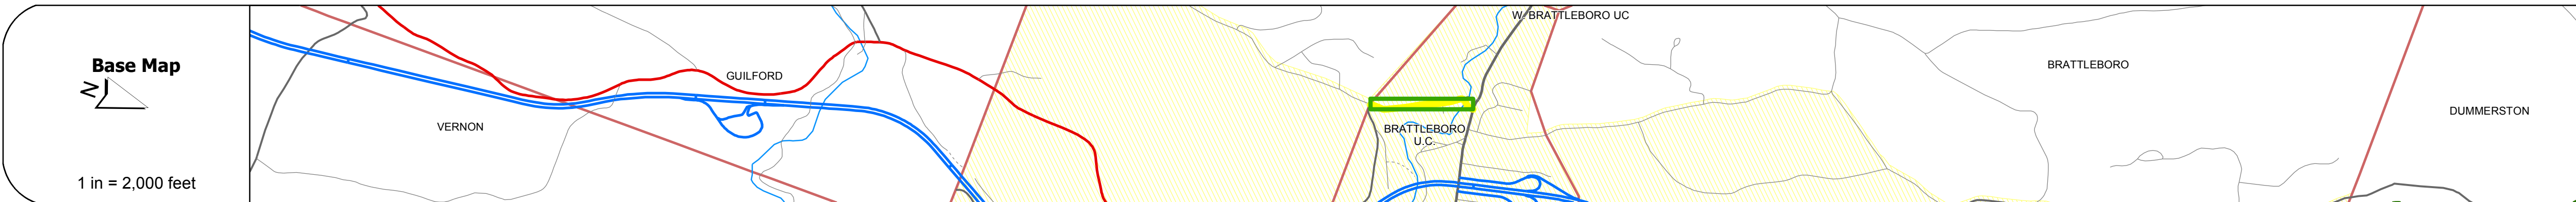 Base Map
N
1 in = 2,000 feet
VERNON
GUILFORD
W. BRATTLEBORO UC
BRATTLEBORO
U.C.
BRATTLEBORO
DUMMERSTON